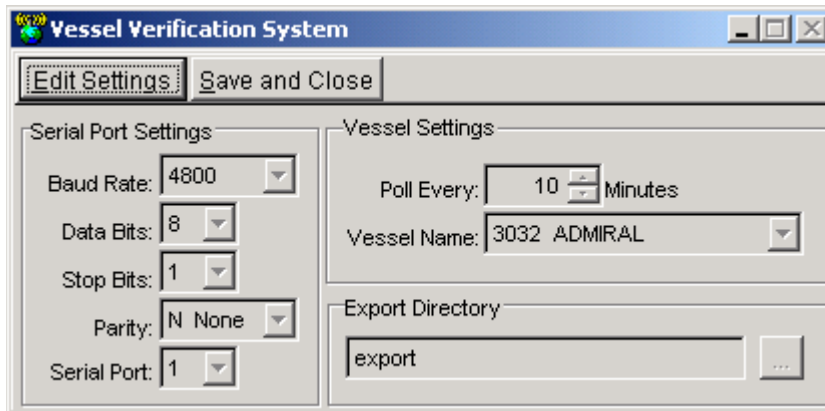 Vessel Verification System
Edit Settings Save and Close
Serial Port Settings
Baud Rate: 4800
Data Bits: 8
Stop Bits: 1
Parity: N None
Serial Port: 1
Vessel Settings
Poll Every: 10 Minutes
Vessel Name: 3032 ADMIRAL
Export Directory
export
...